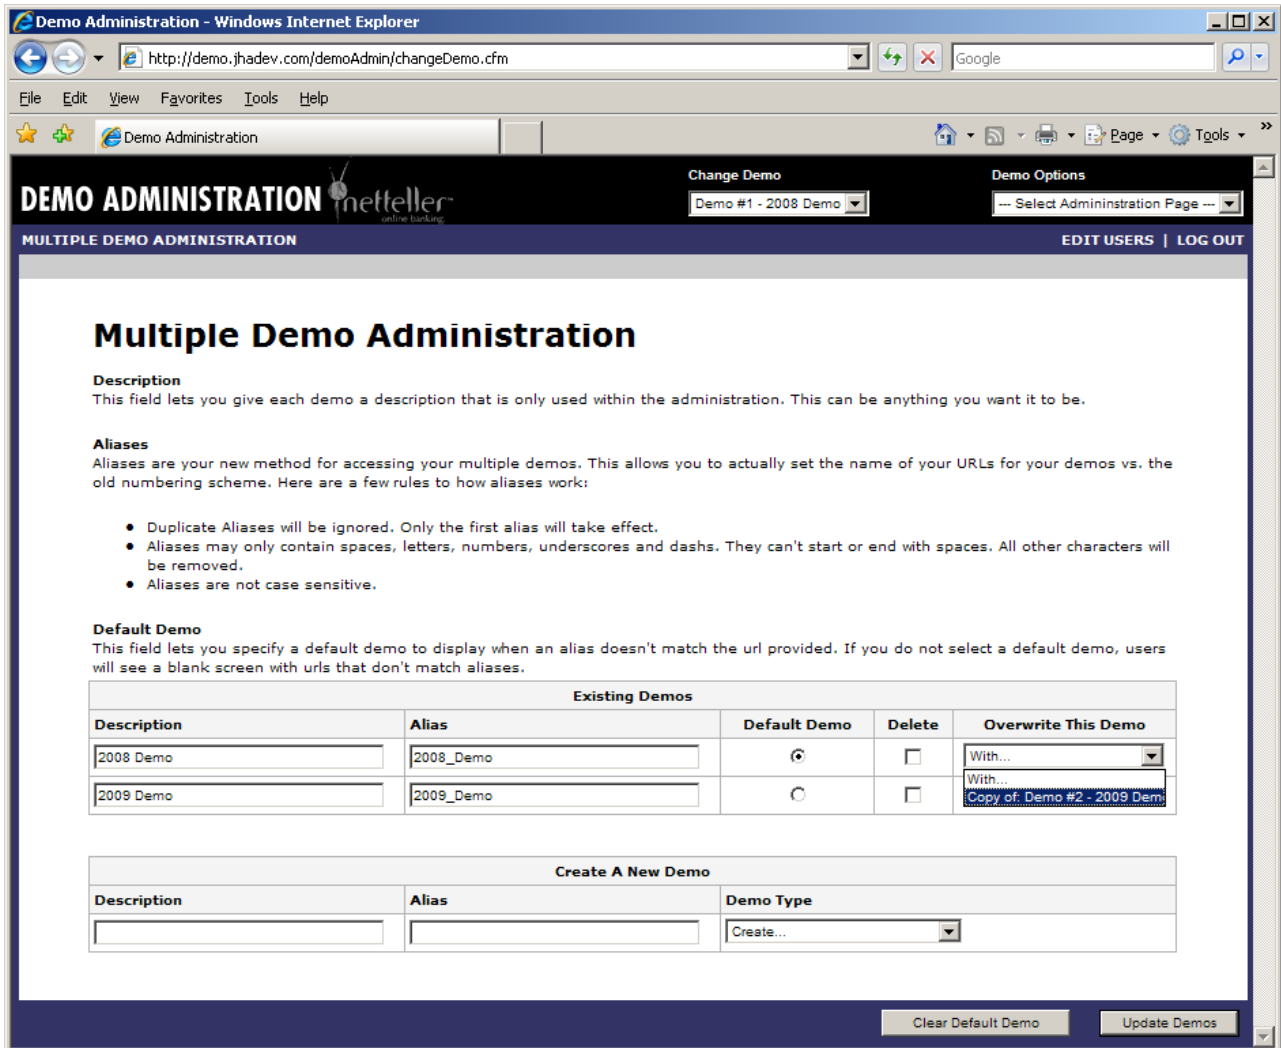 Demo Administration - Windows Internet Explorer
http://demo.jhadev.com/demoAdmin/changeDemo.cfm
Google
File Edit View Favorites Tools Help
Demo Administration
Page Tools »
DEMO ADMINISTRATION netteller™
online banking.
Change Demo
Demo #1 - 2008 Demo
Demo Options
--- Select Admininstration Page ---
MULTIPLE DEMO ADMINISTRATION
EDIT USERS | LOG OUT
Multiple Demo Administration
Description
This field lets you give each demo a description that is only used within the administration. This can be anything you want it to be.
Aliases
Aliases are your new method for accessing your multiple demos. This allows you to actually set the name of your URLs for your demos vs. the
old numbering scheme. Here are a few rules to how aliases work:
• Duplicate Aliases will be ignored. Only the first alias will take effect.
• Aliases may only contain spaces, letters, numbers, underscores and dashs. They can't start or end with spaces. All other characters will
be removed.
• Aliases are not case sensitive.
Default Demo
This field lets you specify a default demo to display when an alias doesn't match the url provided. If you do not select a default demo, users
will see a blank screen with urls that don't match aliases.
Existing Demos
Description Alias Default Demo Delete Overwrite This Demo
2008 Demo 2008_Demo With...
With...
2009 Demo 2009_Demo Copy of: Demo #2 - 2009 Dem
Create A New Demo
Description Alias Demo Type
Create...
Clear Default Demo Update Demos